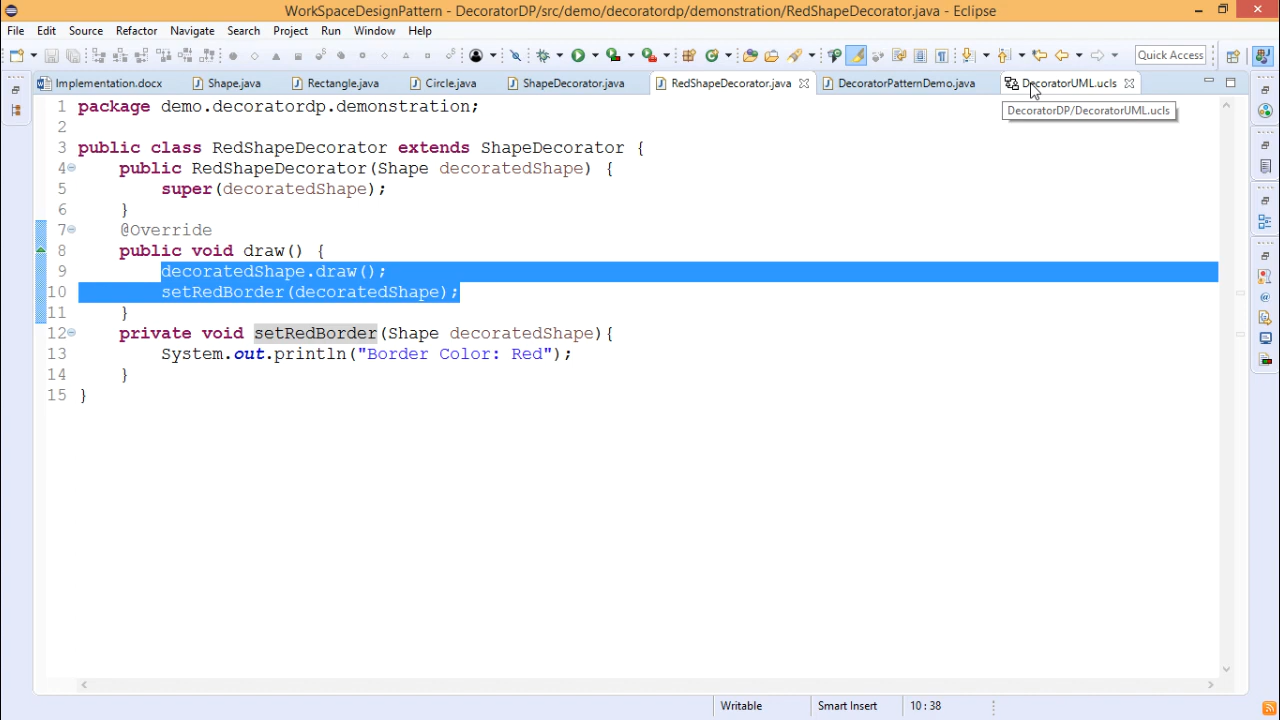 WorkSpaceDesignPattern - DecoratorDP/src/demo/decoratordp/demonstration/RedShapeDecorator.java - Eclipse
File Edit Source Refactor Navigate Search Project Run Window Help
Quick Access
Implementation.docx Shape.java Rectangle.java Circle.java ShapeDecorator.java RedShapeDecorator.java DecoratorPatternDemo.java DecoratorUML.ucls
DecoratorDP/DecoratorUML.ucls
1 package demo.decoratordp.demonstration;
2
3 public class RedShapeDecorator extends ShapeDecorator {
4 public RedShapeDecorator(Shape decoratedShape) {
5 super(decoratedShape);
6 }
7 @Override
8 public void draw() {
9 decoratedShape.draw();
10 setRedBorder(decoratedShape);
11 }
12 private void setRedBorder(Shape decoratedShape){
13 System.out.println("Border Color: Red");
14 }
15 }
Writable Smart Insert 10 : 38